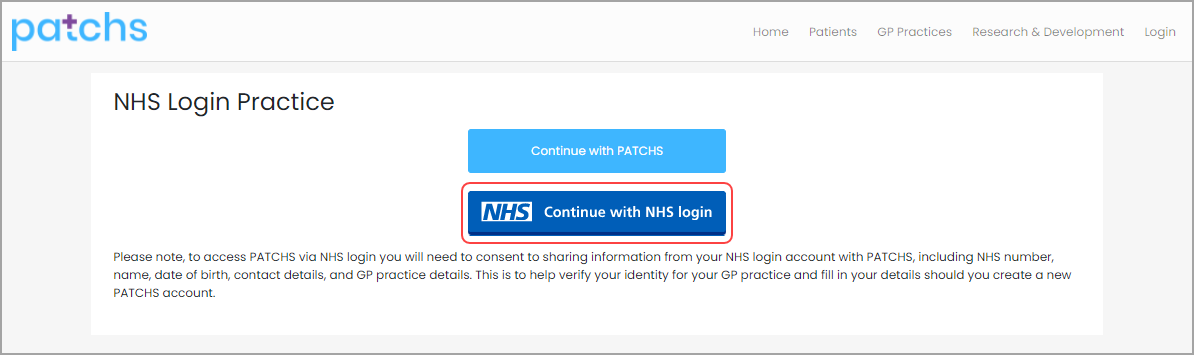 patchs
Home Patients GP Practices Research & Development Login
NHS Login Practice
Continue with PATCHS
NHS Continue with NHS login
Please note, to access PATCHS via NHS login you will need to consent to sharing information from your NHS login account with PATCHS, including NHS number,
name, date of birth, contact details, and GP practice details. This is to help verify your identity for your GP practice and fill in your details should you create a new
PATCHS account.